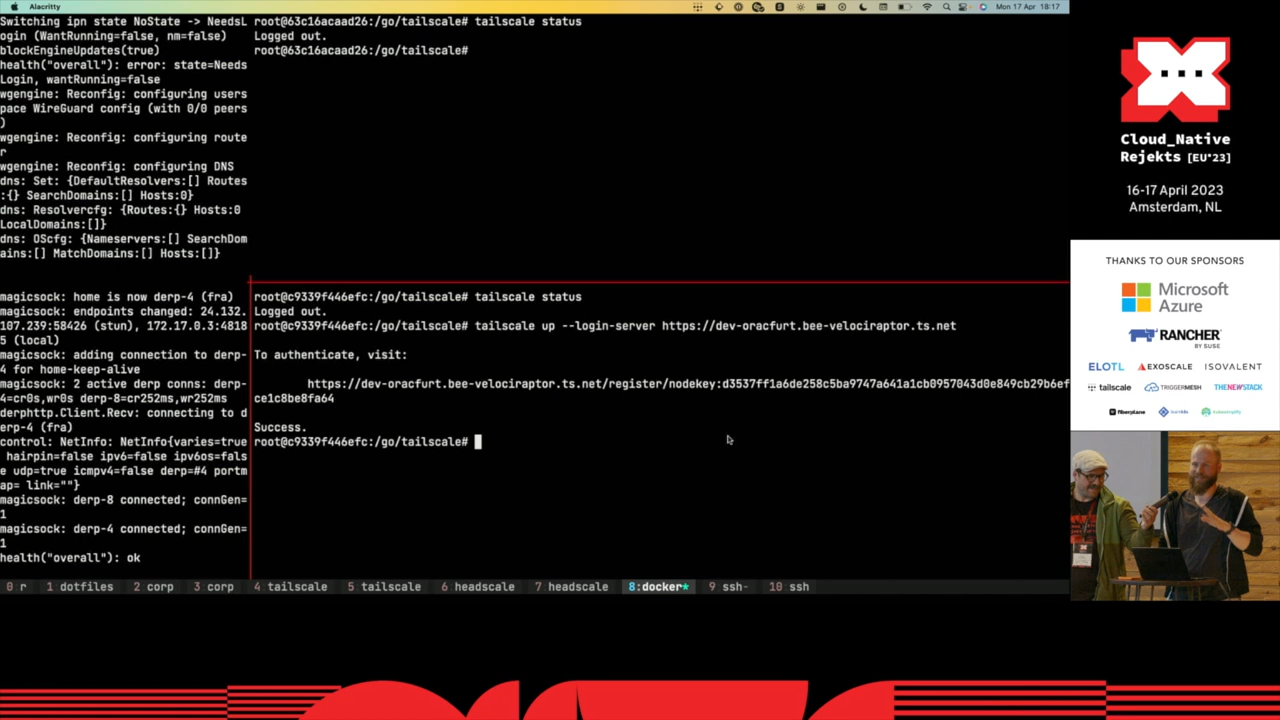 Alacritty
Mon 17 Apr 18:17
Switching ipn state NoState -> NeedsL
ogin (WantRunning=false, nm=false)
blockEngineUpdates(true)
health("overall"): error: state=Needs
Login, wantRunning=false
wgengine: Reconfig: configuring users
pace WireGuard config (with 0/0 peers
)
wgengine: Reconfig: configuring route
r
wgengine: Reconfig: configuring DNS
dns: Set: {DefaultResolvers:[] Routes
:{} SearchDomains:[] Hosts:0}
dns: Resolvercfg: {Routes:{} Hosts:0
LocalDomains:[]}
dns: OScfg: {Nameservers:[] SearchDom
ains:[] MatchDomains:[] Hosts:[]}
root@63c16acaad26:/go/tailscale# tailscale status
Logged out.
root@63c16acaad26:/go/tailscale#
magicsock: home is now derp-4 (fra)
magicsock: endpoints changed: 24.132.
107.239:58426 (stun), 172.17.0.3:4818
5 (local)
magicsock: adding connection to derp-
4 for home-keep-alive
magicsock: 2 active derp conns: derp-
4=cr0s,wr0s derp-8=cr252ms,wr252ms
derphttp.Client.Recv: connecting to d
erp-4 (fra)
control: NetInfo: NetInfo{varies=true
hairpin=false ipv6=false ipv6os=fals
e udp=true icmpv4=false derp=#4 portm
ap= link=""}
magicsock: derp-8 connected; connGen=
1
magicsock: derp-4 connected; connGen=
1
health("overall"): ok
root@c9339f446efc:/go/tailscale# tailscale status
Logged out.
root@c9339f446efc:/go/tailscale# tailscale up --login-server https://dev-oracfurt.bee-velociraptor.ts.net
To authenticate, visit:
https://dev-oracfurt.bee-velociraptor.ts.net/register/nodekey:d3537ff1a6de258c5ba9747a641a1cb0957043d0e849cb29b6ef
ce1c8be8fa64
Success.
root@c9339f446efc:/go/tailscale#
0 r 1 dotfiles 2 corp 3 corp 4 tailscale 5 tailscale 6 headscale 7 headscale 8:docker* 9 ssh- 10 ssh
Cloud_Native
Rejekts [EU'23]
16-17 April 2023
Amsterdam, NL
THANKS TO OUR SPONSORS
Microsoft
Azure
RANCHER
BY SUSE
ELOTL EXOSCALE ISOVALENT
tailscale TRIGGERMESH THENEWSTACK
fiberplane